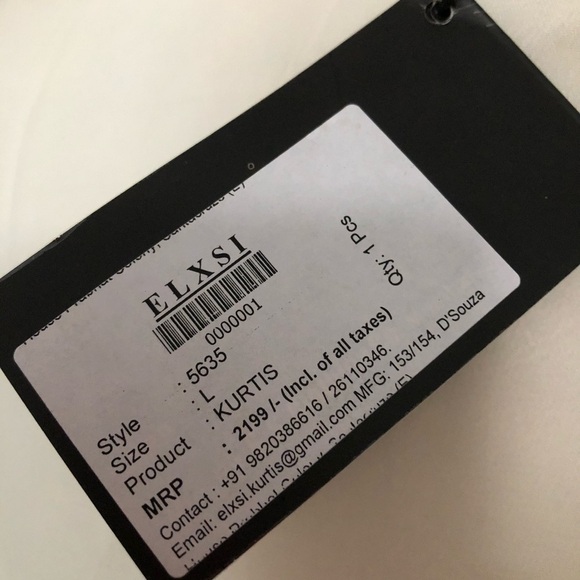 ELXSI
0000001
Style : 5635
Size : L
Product : KURTIS
Qty: 1 Pcs
MRP : 2199 /- (Incl. of all taxes)
Contact : +91 9820386616 / 26110346.
Email: elxsi.kurtis@gmail.com MFG: 153/154, D'Souza